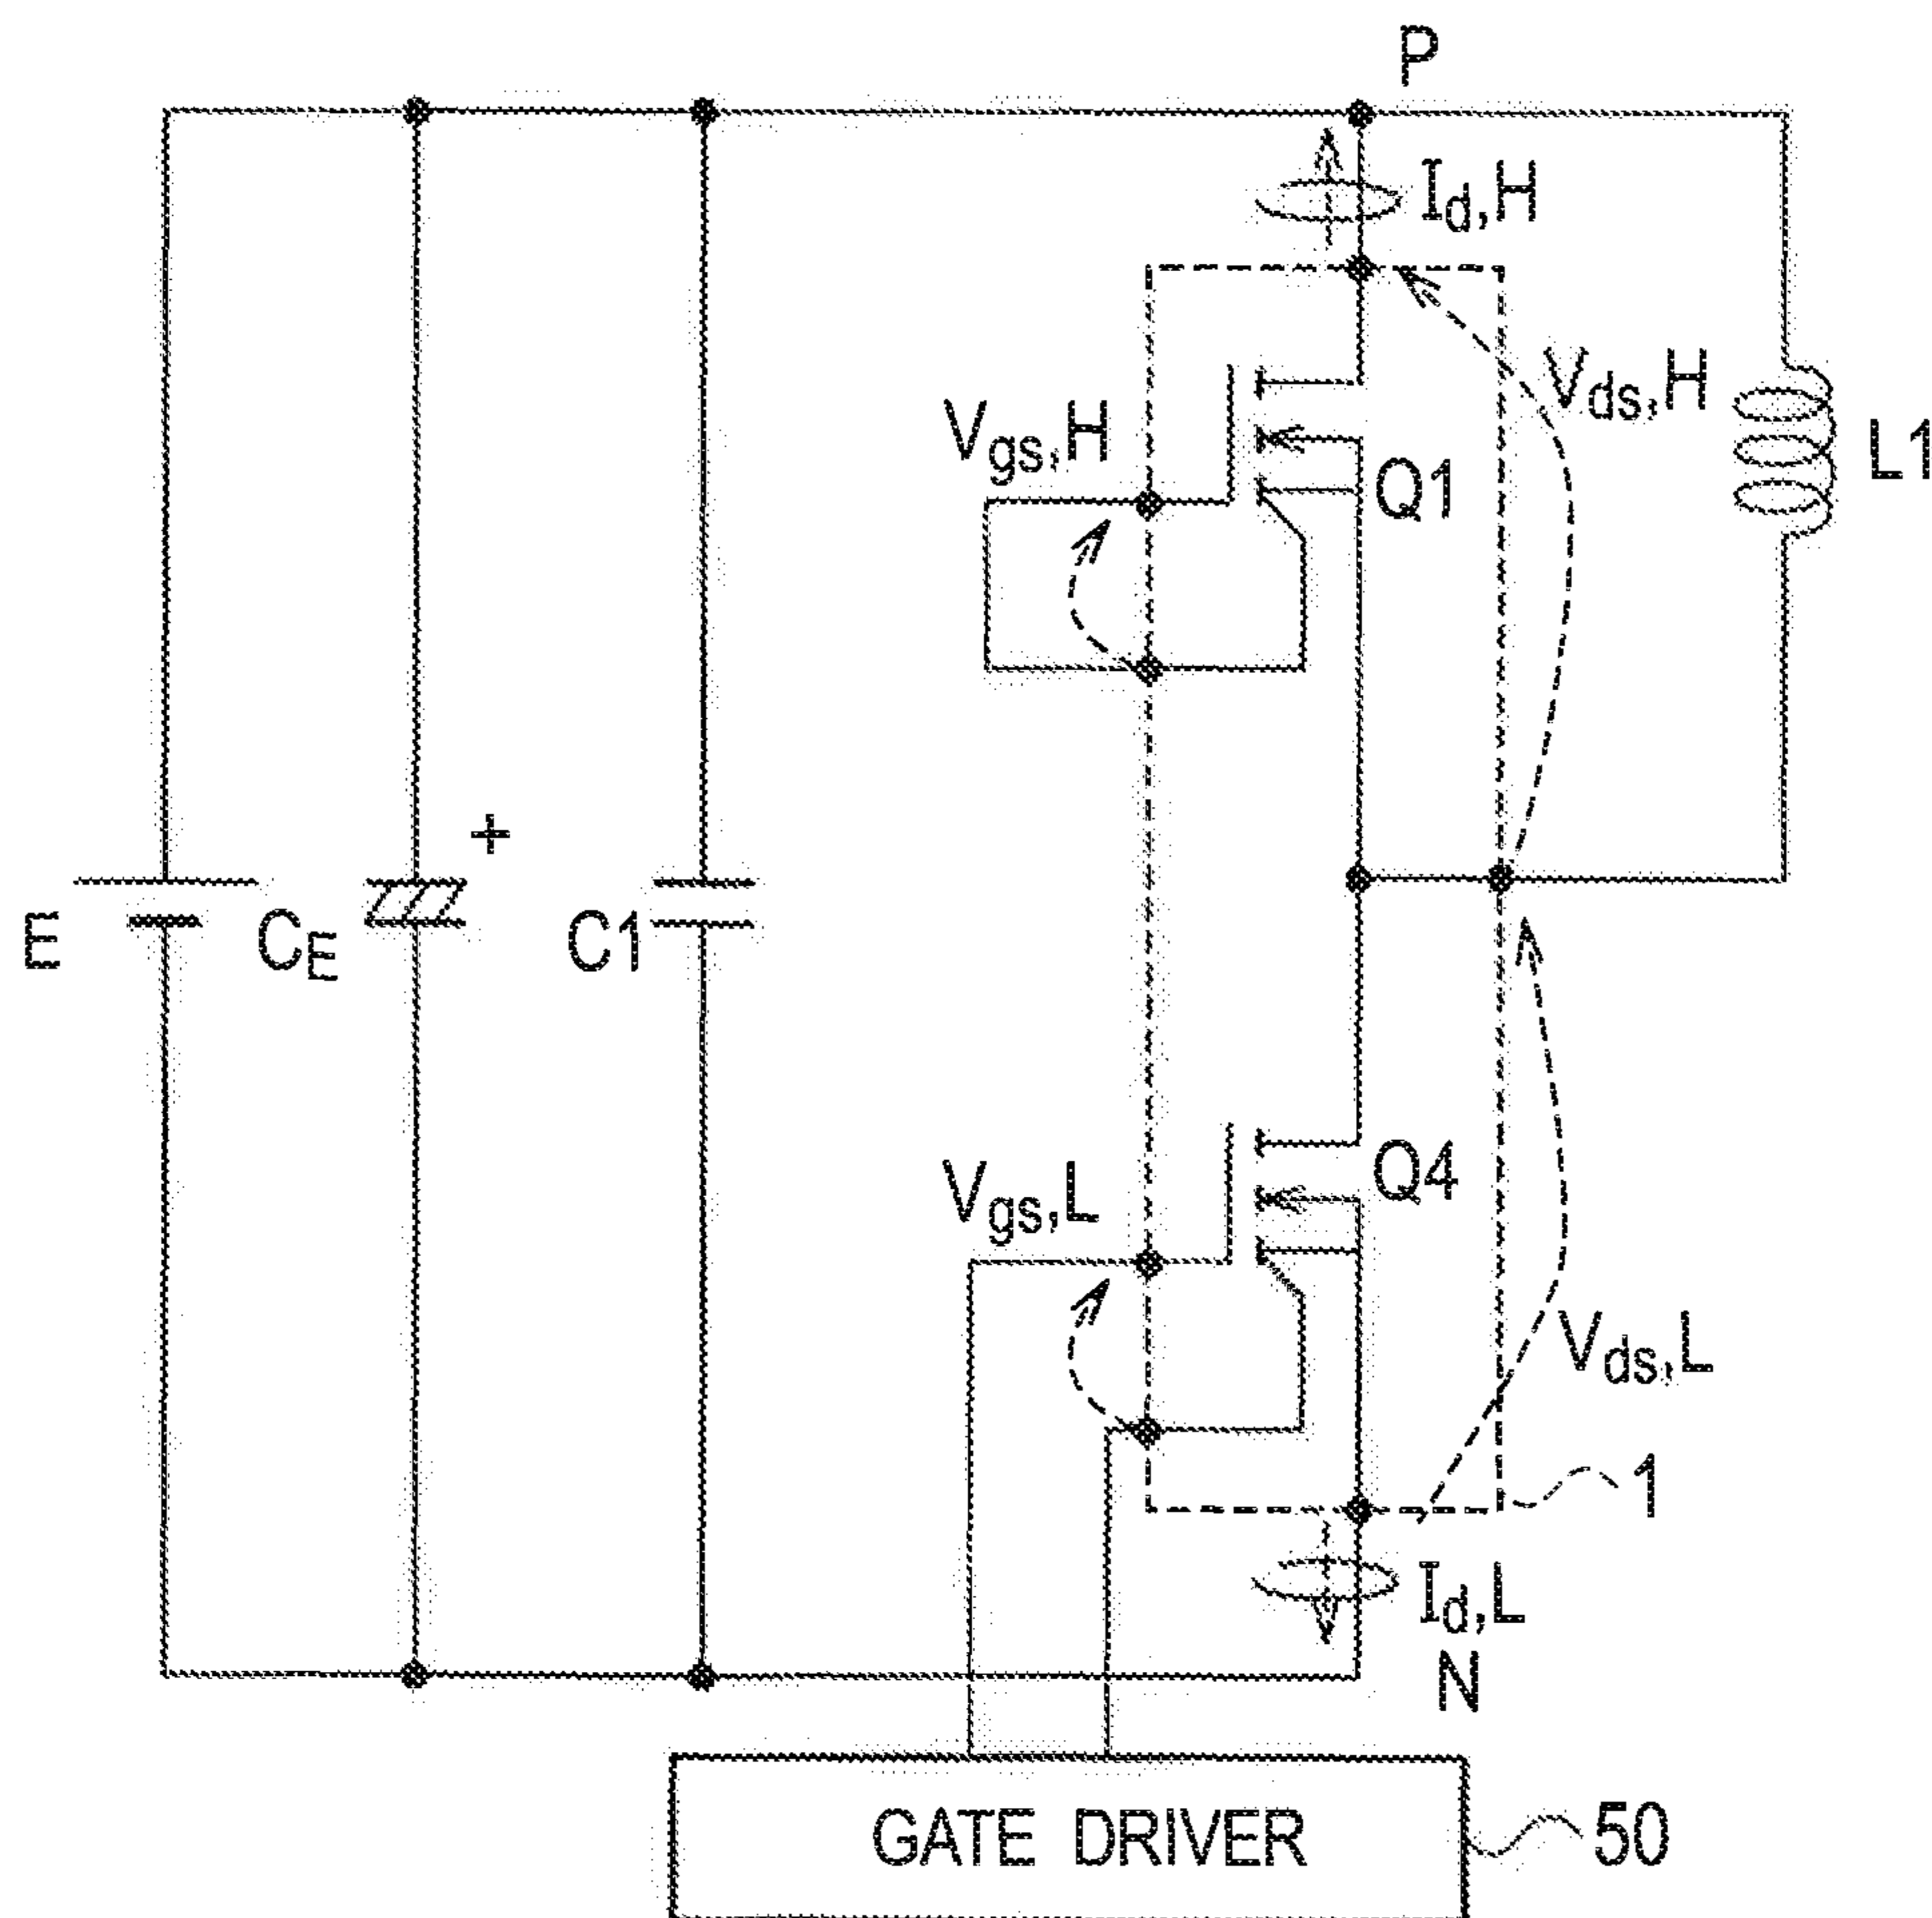 P
Id,H
Vds,H
Vgs,H
Q1
L1
+
E
CE
C1
Vgs,L
Q4
Vds,L
1
Id,L
N
GATE DRIVER
50